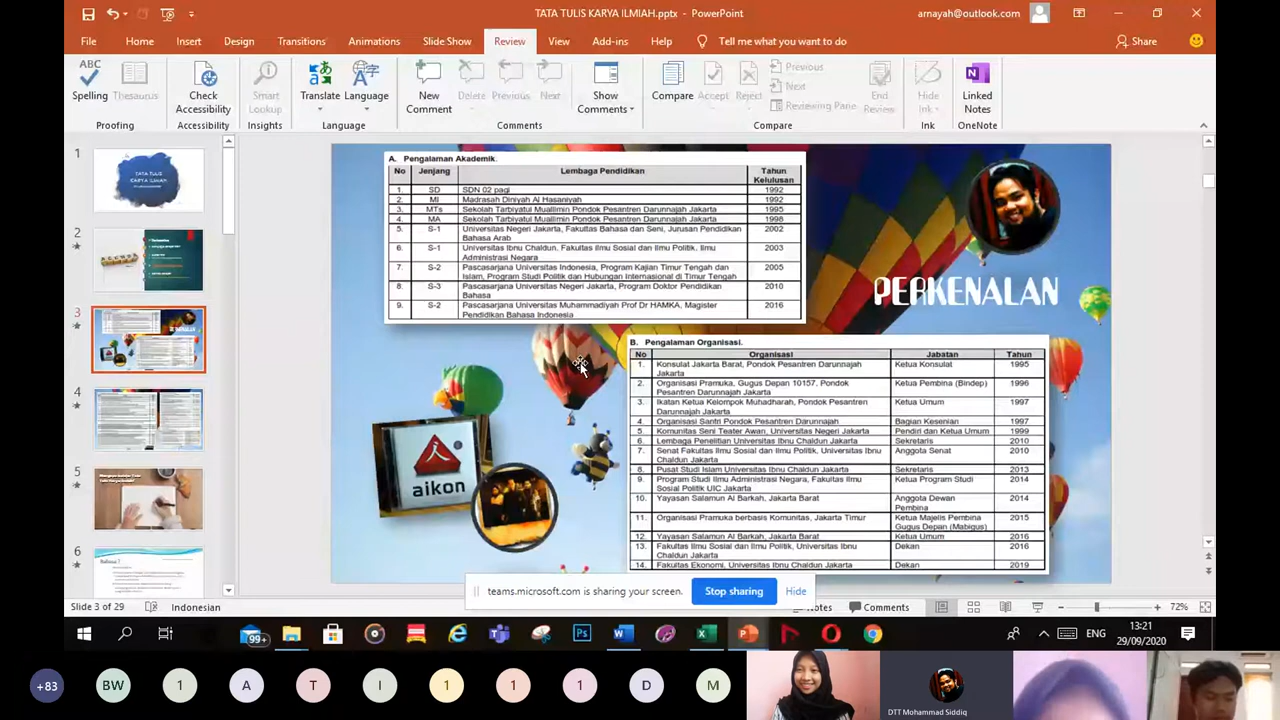 TATA TULIS KARYA ILMIAH.pptx - PowerPoint
arnayah@outlook.com
File Home Insert Design Transitions Animations Slide Show Review View Add-ins Help Tell me what you want to do Share
ABC
Spelling
Thesaurus
Check
Accessibility
Smart
Lookup
Translate
Language
New
Comment
Delete
Previous
Next
Show
Comments
Compare
Accept
Reject
Previous
Next
Reviewing Pane
End
Review
Hide
Ink
Linked
Notes
Proofing Accessibility Insights Language Comments Compare Ink OneNote
1
TATA TULIS
KARYA ILMIAH
2
3
4
5
6
A. Pengalaman Akademik.
No Jenjang Lembaga Pendidikan Tahun
Kelulusan
1. SD SDN 02 pagi 1992
2. MI Madrasah Diniyah Al Hasaniyah 1992
3. MTs Sekolah Tarbiyatul Muallimin Pondok Pesantren Darunnajah Jakarta 1995
4. MA Sekolah Tarbiyatul Muallimin Pondok Pesantren Darunnajah Jakarta 1998
5. S-1 Universitas Negeri Jakarta, Fakultas Bahasa dan Seni, Jurusan Pendidikan 2002
Bahasa Arab
6. S-1 Universitas Ibnu Chaldun, Fakultas Ilmu Sosial dan Ilmu Politik, Ilmu 2003
Administrasi Negara
7. S-2 Pascasarjana Universitas Indonesia, Program Kajian Timur Tengah dan 2005
Islam, Program Studi Politik dan Hubungan Internasional di Timur Tengah
8. S-3 Pascasarjana Universitas Negeri Jakarta, Program Doktor Pendidikan 2010
Bahasa
9. S-2 Pascasarjana Universitas Muhammadiyah Prof Dr HAMKA, Magister 2016
Pendidikan Bahasa Indonesia
PERKENALAN
B. Pengalaman Organisasi.
No Organisasi Jabatan Tahun
1. Konsulat Jakarta Barat, Pondok Pesantren Darunnajah Ketua Konsulat 1995
Jakarta
2. Organisasi Pramuka, Gugus Depan 10157, Pondok Ketua Pembina (Bindep) 1996
Pesantren Darunnajah Jakarta
3. Ikatan Ketua Kelompok Muhadharah, Pondok Pesantren Ketua Umum 1997
Darunnajah Jakarta
4. Organisasi Santri Pondok Pesantren Darunnajah Bagian Kesenian 1997
5. Komunitas Seni Teater Awan, Universitas Negeri Jakarta Pendiri dan Ketua Umum 1999
6. Lembaga Penelitian Universitas Ibnu Chaldun Jakarta Sekretaris 2010
7. Senat Fakultas Ilmu Sosial dan Ilmu Politik, Universitas Ibnu Anggota Senat 2010
Chaldun Jakarta
8. Pusat Studi Islam Universitas Ibnu Chaldun Jakarta Sekretaris 2013
9. Program Studi Ilmu Administrasi Negara, Fakultas Ilmu Ketua Program Studi 2014
Sosial Politik UIC Jakarta
10. Yayasan Salamun Al Barkah, Jakarta Barat Anggota Dewan 2014
Pembina
11. Organisasi Pramuka berbasis Komunitas, Jakarta Timur Ketua Majelis Pembina 2015
Gugus Depan (Mabigus)
12. Yayasan Salamun Al Barkah, Jakarta Barat Ketua Umum 2016
13. Fakultas Ilmu Sosial dan Ilmu Politik, Universitas Ibnu Dekan 2016
Chaldun Jakarta
14. Fakultas Ekonomi, Universitas Ibnu Chaldun Jakarta Dekan 2019
aikon
teams.microsoft.com is sharing your screen. Stop sharing Hide
Slide 3 of 29 Indonesian Comments 72%
99+
ENG
13:21
29/09/2020
+83 W 1 A T I 1 1 1 D M
DTT Mohammad Siddiq